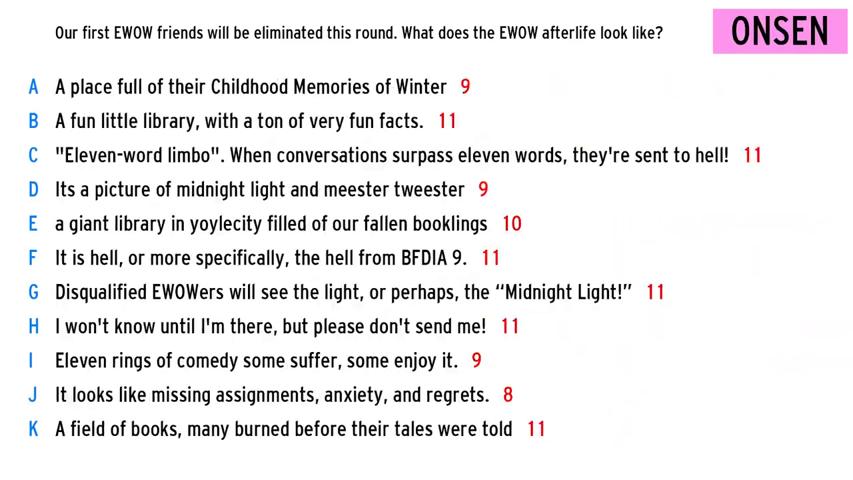 Our first EWOW friends will be eliminated this round. What does the EWOW afterlife look like?
ONSEN
A A place full of their Childhood Memories of Winter 9
B A fun little library, with a ton of very fun facts. 11
C "Eleven-word limbo". When conversations surpass eleven words, they're sent to hell! 11
D Its a picture of midnight light and meester tweester 9
E a giant library in yoylecity filled of our fallen booklings 10
F It is hell, or more specifically, the hell from BFDIA 9. 11
G Disqualified EWOWers will see the light, or perhaps, the “Midnight Light!” 11
H I won't know until I'm there, but please don't send me! 11
I Eleven rings of comedy some suffer, some enjoy it. 9
J It looks like missing assignments, anxiety, and regrets. 8
K A field of books, many burned before their tales were told 11